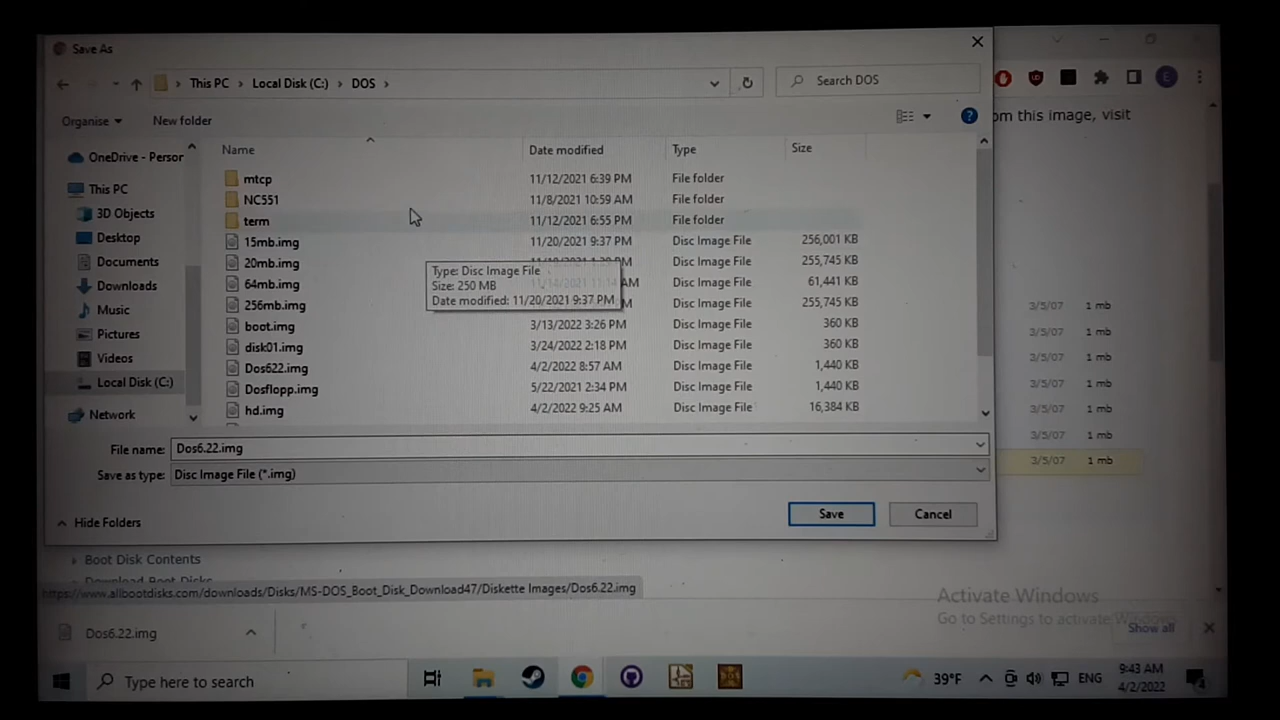 Save As
This PC > Local Disk (C:) > DOS >
Search DOS
om this image, visit
Organise
New folder
Name
Date modified
Type
Size
OneDrive - Persor
This PC
3D Objects
Desktop
Documents
Downloads
Music
Pictures
Videos
Local Disk (C:)
Network
mtcp 11/12/2021 6:39 PM File folder
NC551 11/8/2021 10:59 AM File folder
term 11/12/2021 6:55 PM File folder
15mb.img 11/20/2021 9:37 PM Disc Image File 256,001 KB
20mb.img Disc Image File 255,745 KB
64mb.img 11:14 AM Disc Image File 61,441 KB
256mb.img Disc Image File 255,745 KB
boot.img 3/13/2022 3:26 PM Disc Image File 360 KB
disk01.img 3/24/2022 2:18 PM Disc Image File 360 KB
Dos622.img 4/2/2022 8:57 AM Disc Image File 1,440 KB
Dosflopp.img 5/22/2021 2:34 PM Disc Image File 1,440 KB
hd.img 4/2/2022 9:25 AM Disc Image File 16,384 KB
Type: Disc Image File
Size: 250 MB
Date modified: 11/20/2021 9:37 PM
3/5/07 1 mb
3/5/07 1 mb
3/5/07 1 mb
3/5/07 1 mb
3/5/07 1 mb
3/5/07 1 mb
3/5/07 1 mb
File name: Dos6.22.img
Save as type: Disc Image File (*.img)
Hide Folders
Save
Cancel
Boot Disk Contents
Download Boot Disks
https://www.allbootdisks.com/downloads/Disks/MS-DOS_Boot_Disk_Download47/Diskette Images/Dos6.22.img
Activate Windows
Go to Settings to activate Windows.
Dos6.22.img
Show all
Type here to search
39°F
ENG
9:43 AM
4/2/2022